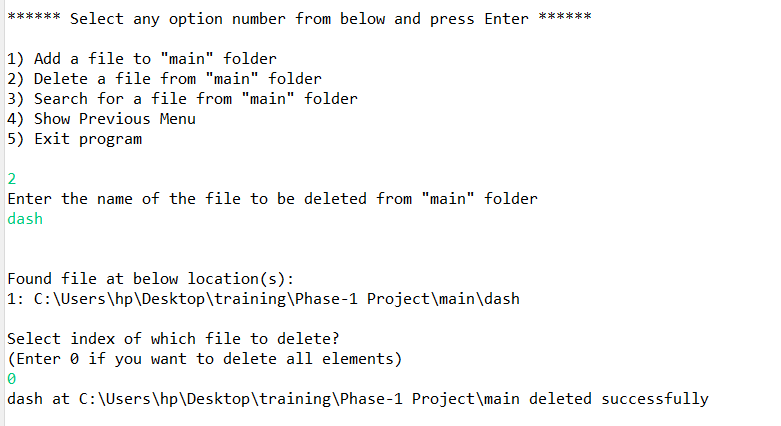 ****** Select any option number from below and press Enter ******
1) Add a file to "main" folder
2) Delete a file from "main" folder
3) Search for a file from "main" folder
4) Show Previous Menu
5) Exit program
2
Enter the name of the file to be deleted from "main" folder
dash
Found file at below location(s):
1: C:\Users\hp\Desktop\training\Phase-1 Project\main\dash
Select index of which file to delete?
(Enter 0 if you want to delete all elements)
0
dash at C:\Users\hp\Desktop\training\Phase-1 Project\main deleted successfully